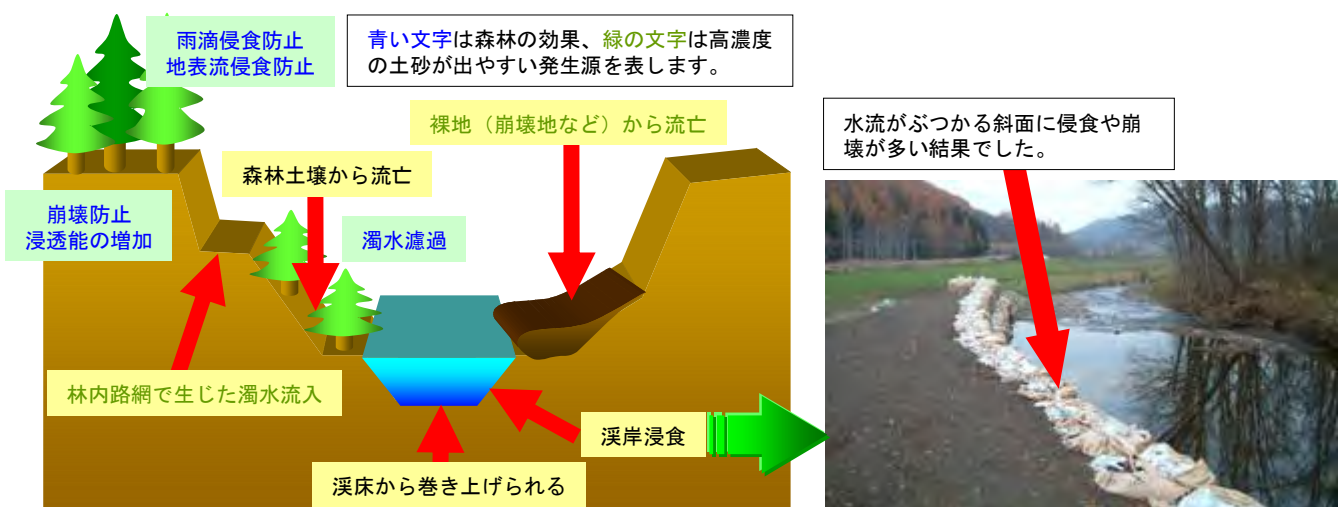 雨滴侵食防止
地表流侵食防止
青い文字は森林の効果、緑の文字は高濃度
の土砂が出やすい発生源を表します。
裸地（崩壊地など）から流亡
水流がぶつかる斜面に侵食や崩
壊が多い結果でした。
森林土壌から流亡
崩壊防止
浸透能の増加
濁水濾過
林内路網で生じた濁水流入
渓岸浸食
渓床から巻き上げられる